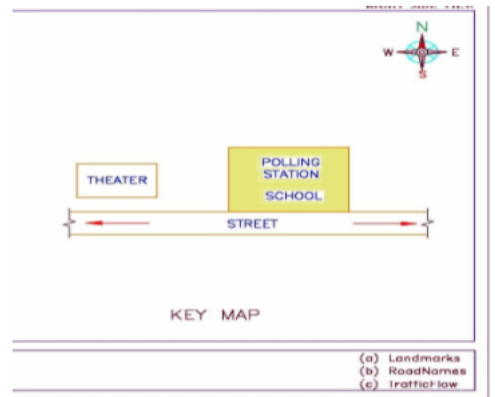 N
W E
S
THEATER
POLLING
STATION
SCHOOL
STREET
KEY MAP
(a) Landmarks
(b) RoadNames
(c) TrafficFlow